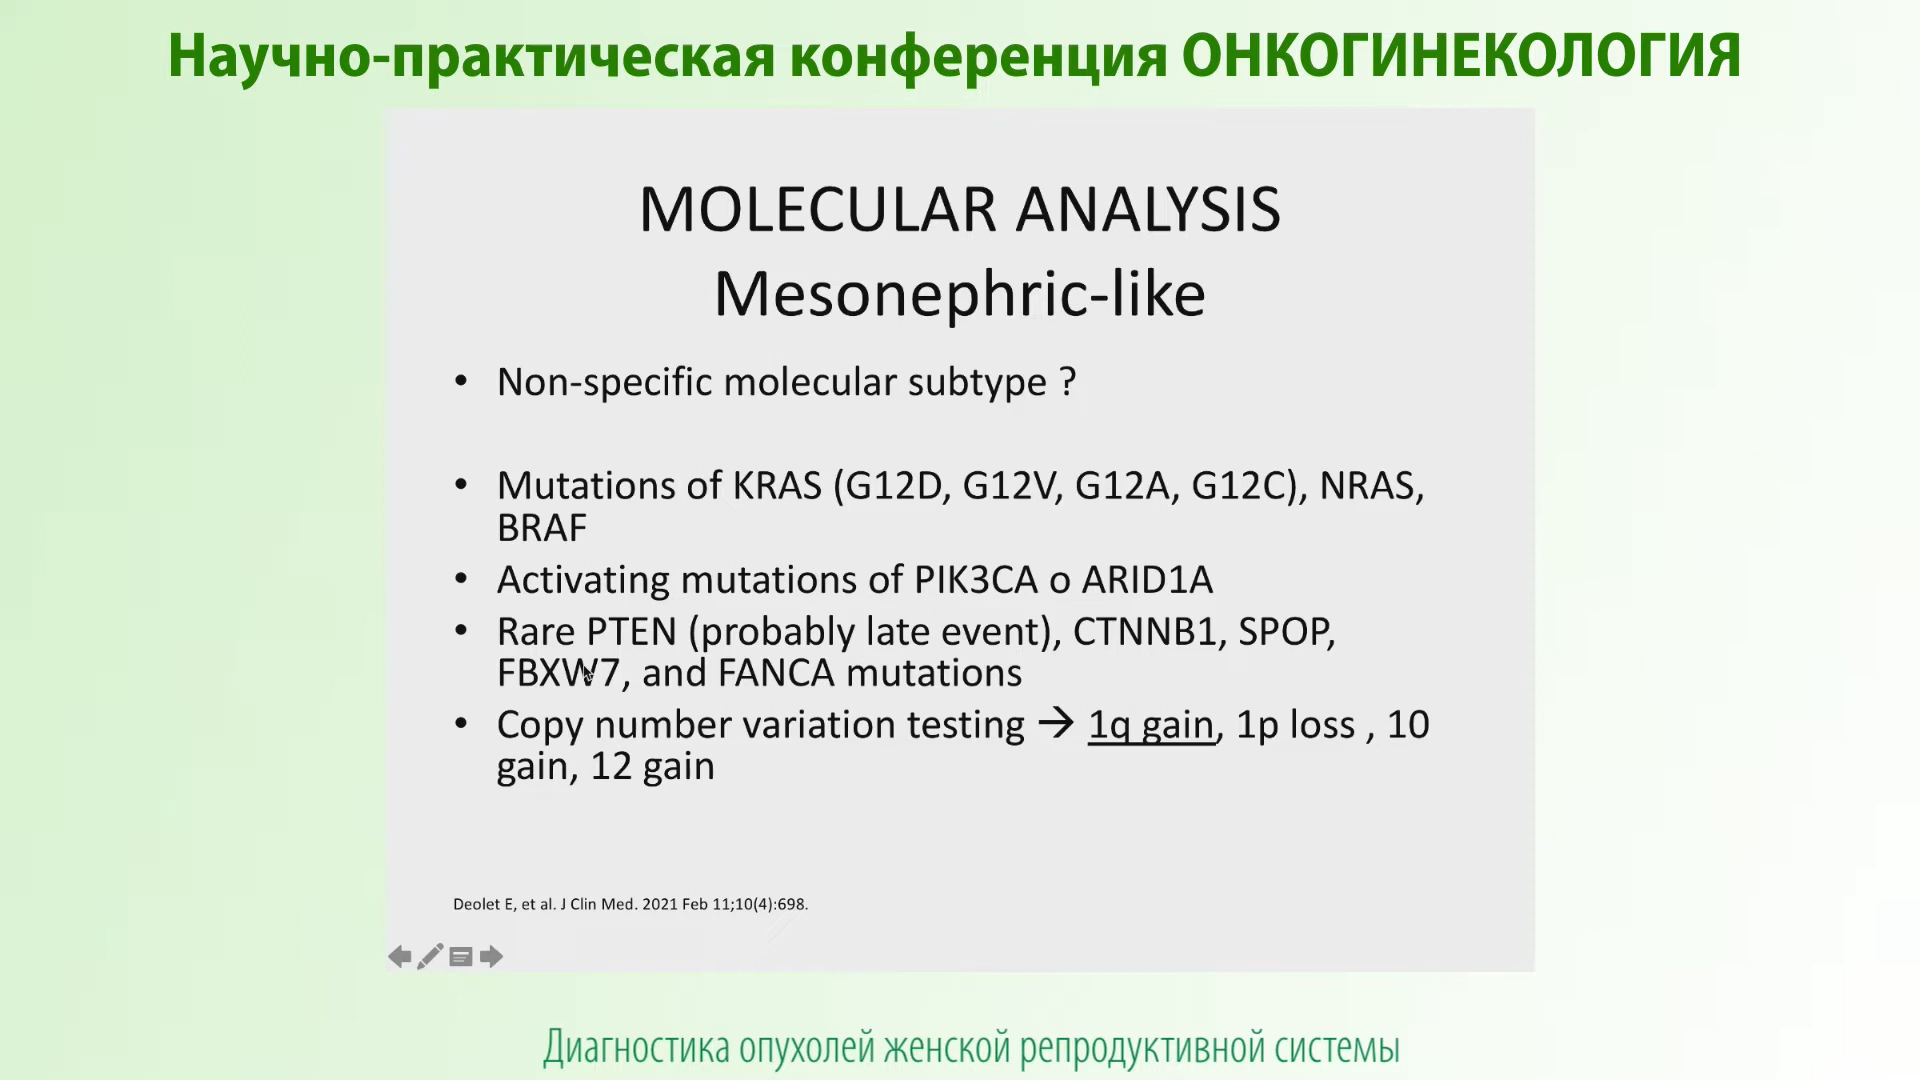 Научно-практическая конференция ОНКОГИНЕКОЛОГИЯ
MOLECULAR ANALYSIS
Mesonephric-like
• Non-specific molecular subtype ?
• Mutations of KRAS (G12D, G12V, G12A, G12C), NRAS,
BRAF
• Activating mutations of PIK3CA o ARID1A
• Rare PTEN (probably late event), CTNNB1, SPOP,
FBXW7, and FANCA mutations
• Copy number variation testing → 1q gain, 1p loss , 10
gain, 12 gain
Deolet E, et al. J Clin Med. 2021 Feb 11;10(4):698.
Диагностика опухолей женской репродуктивной системы